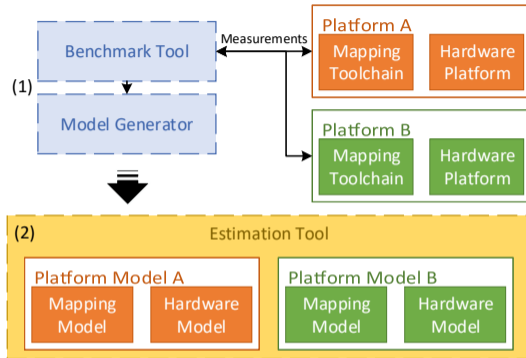 Benchmark Tool
Measurements
(1)
Model Generator
Platform A
Mapping
Toolchain
Hardware
Platform
Platform B
Mapping
Toolchain
Hardware
Platform
(2)
Estimation Tool
Platform Model A
Mapping
Model
Hardware
Model
Platform Model B
Mapping
Model
Hardware
Model